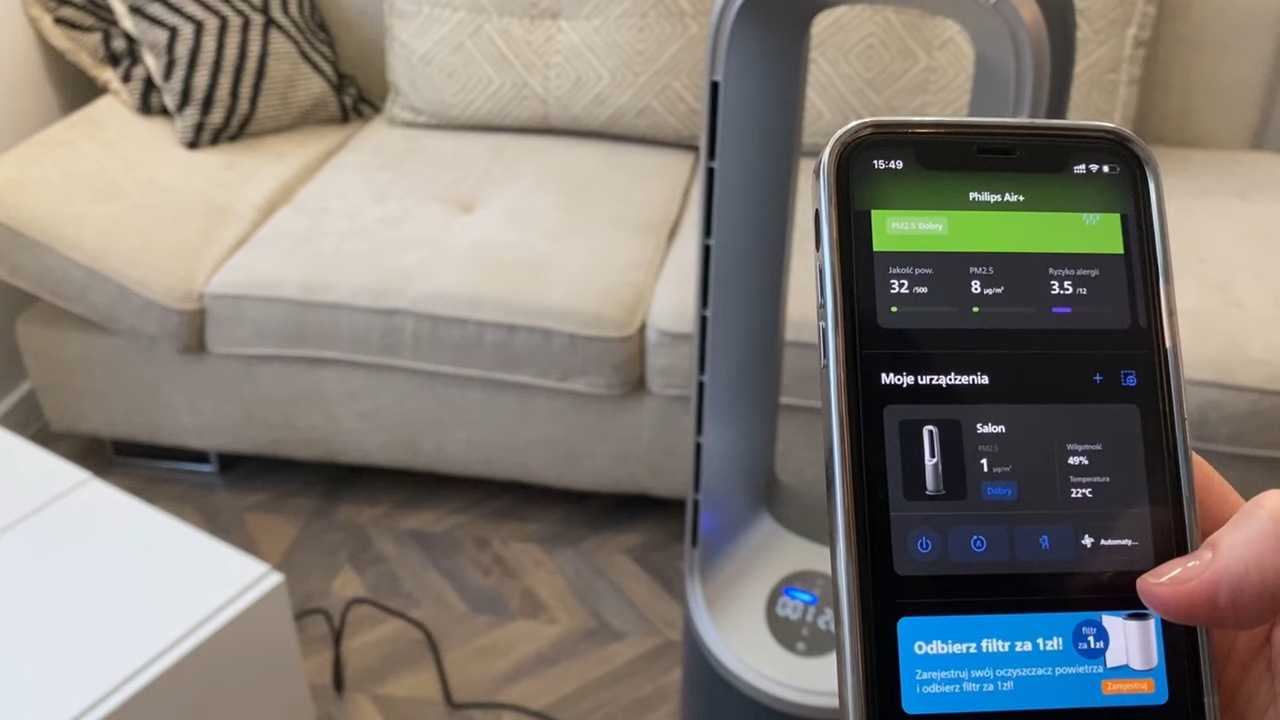 15:49
Philips Air+
PM2.5 Dobry
Jakość pow. PM2.5 Ryzyko alergii
32 /500 8 µg/m³ 3.5 /12
Moje urządzenia
Salon
PM2.5
1 µg/m³
Dobry
Wilgotność
49%
Temperatura
22°C
A
Automaty...
Odbierz filtr za 1zł!
filtr
za 1zł
Zarejestruj swój oczyszczacz powietrza
i odbierz filtr za 1zł!
Zarejestruj